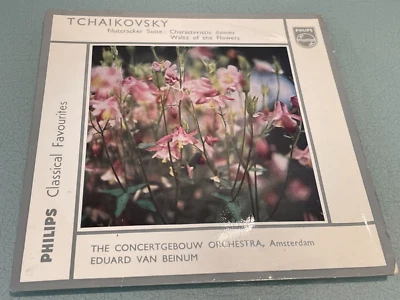 TCHAIKOVSKY
Nutcracker Suite: Characteristic dances
Waltz of the Flowers
PHILIPS
PHILIPS Classical Favourites
THE CONCERTGEBOUW ORCHESTRA, Amsterdam
EDUARD VAN BEINUM